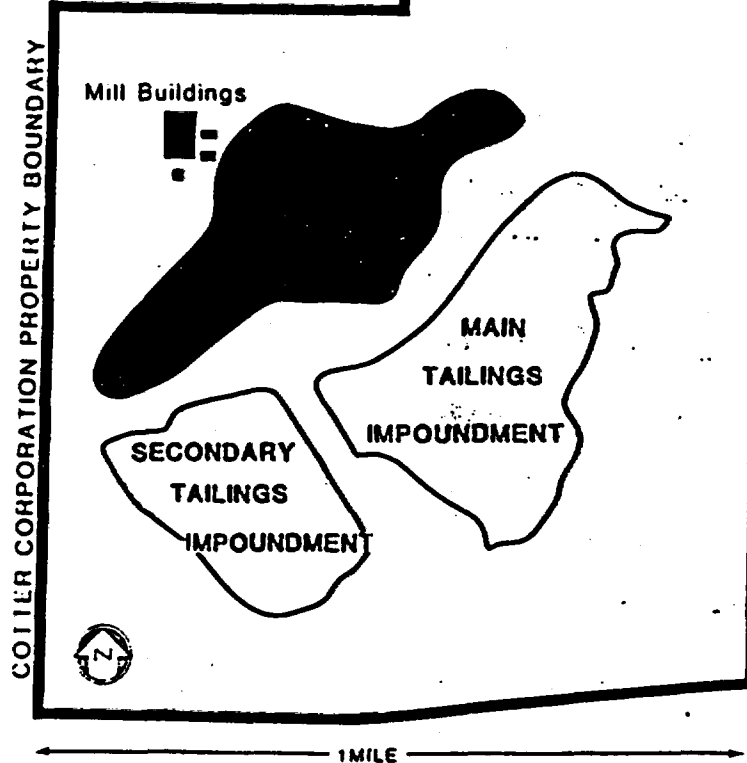 Mill Buildings
COTTER CORPORATION PROPERTY BOUNDARY
MAIN
TAILINGS
IMPOUNDMENT
SECONDARY
TAILINGS
IMPOUNDMENT
N
1 MILE